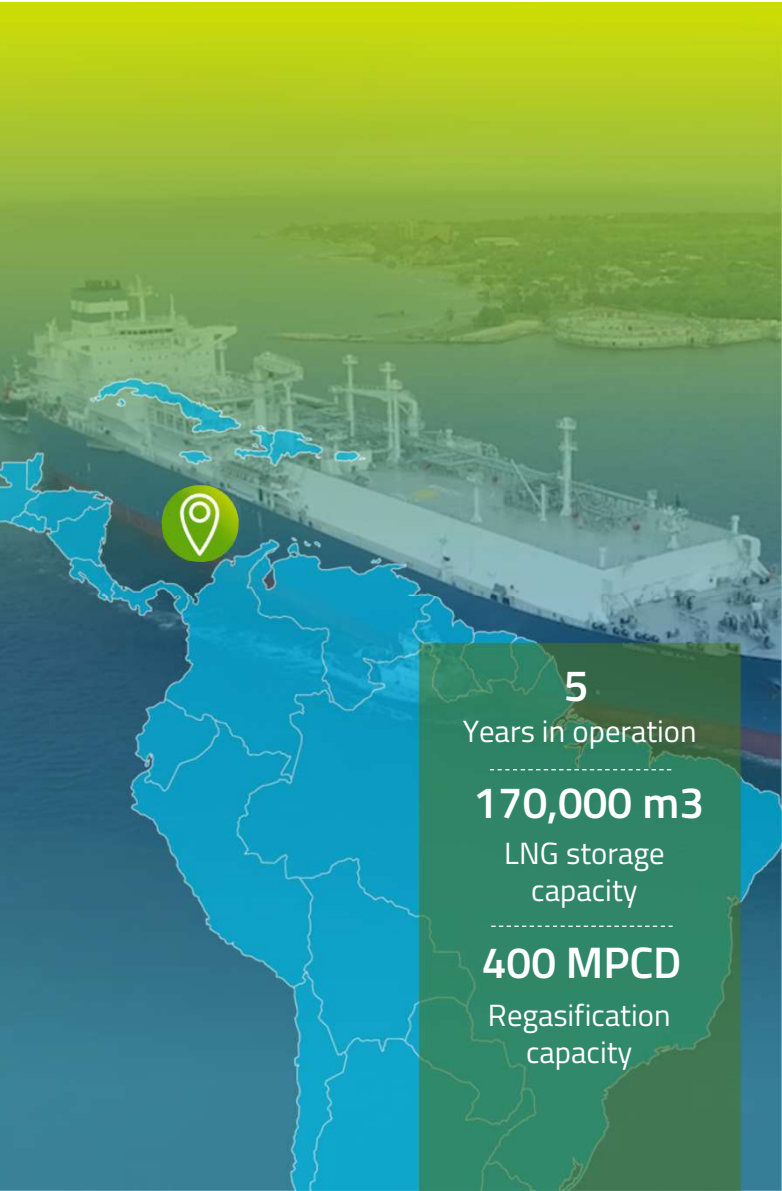 5
Years in operation
170,000 m3
LNG storage
capacity
400 MPCD
Regasification
capacity